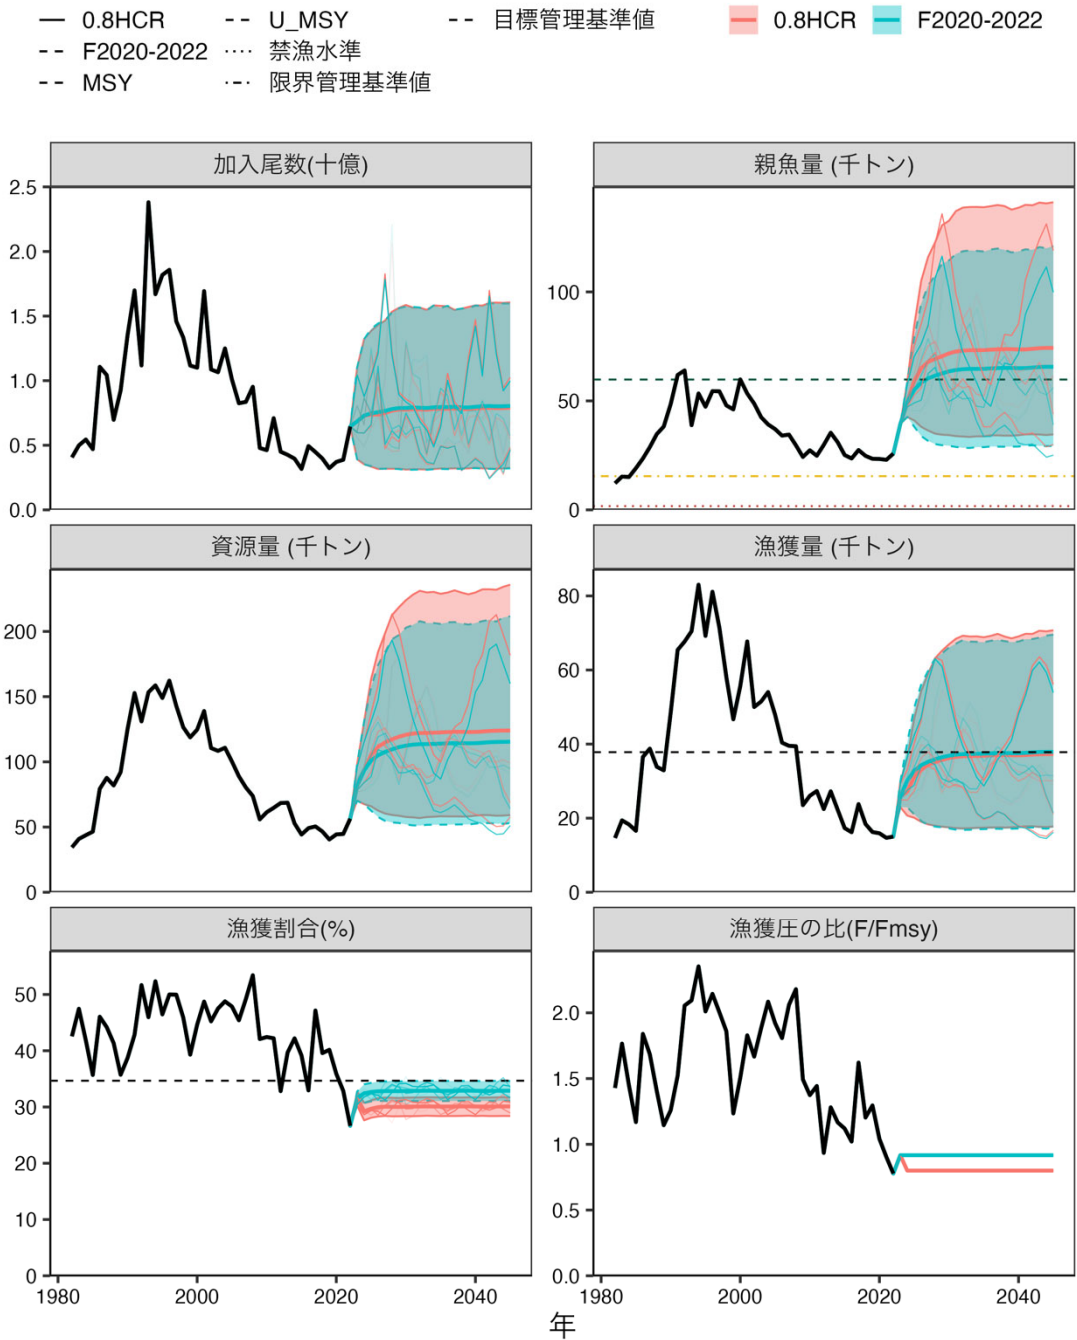 0.8HCR
F2020-2022
MSY
U_MSY
禁漁水準
限界管理基準値
目標管理基準値
0.8HCR
F2020-2022
加入尾数(十億)
2.5
2.0
1.5
1.0
0.5
0.0
親魚量 (千トン)
100
50
0
資源量 (千トン)
200
150
100
50
0
漁獲量 (千トン)
80
60
40
20
0
漁獲割合(%)
50
40
30
20
10
0
1980
2000
2020
2040
漁獲圧の比(F/Fmsy)
2.0
1.5
1.0
0.5
0.0
1980
2000
2020
2040
年